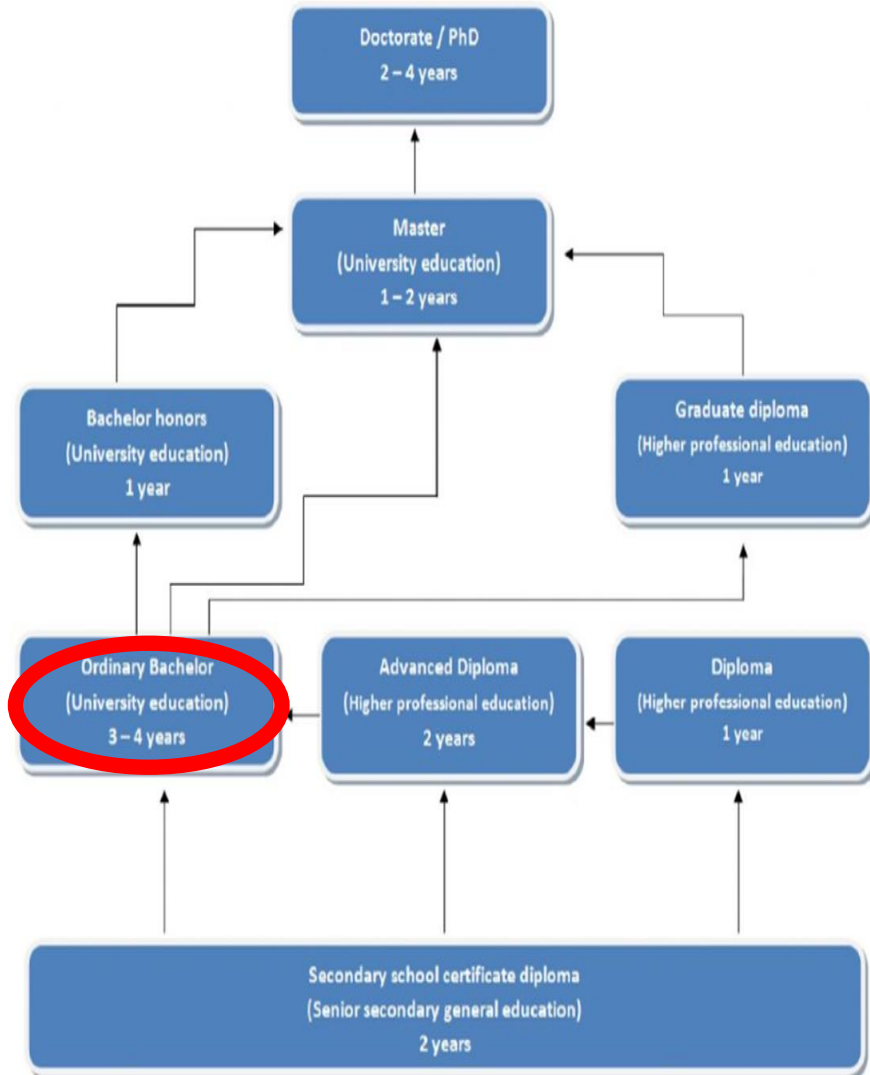 Doctorate / PhD
2 – 4 years
Master
(University education)
1 – 2 years
Bachelor honors
(University education)
1 year
Graduate diploma
(Higher professional education)
1 year
Ordinary Bachelor
(University education)
3 – 4 years
Advanced Diploma
(Higher professional education)
2 years
Diploma
(Higher professional education)
1 year
Secondary school certificate diploma
(Senior secondary general education)
2 years